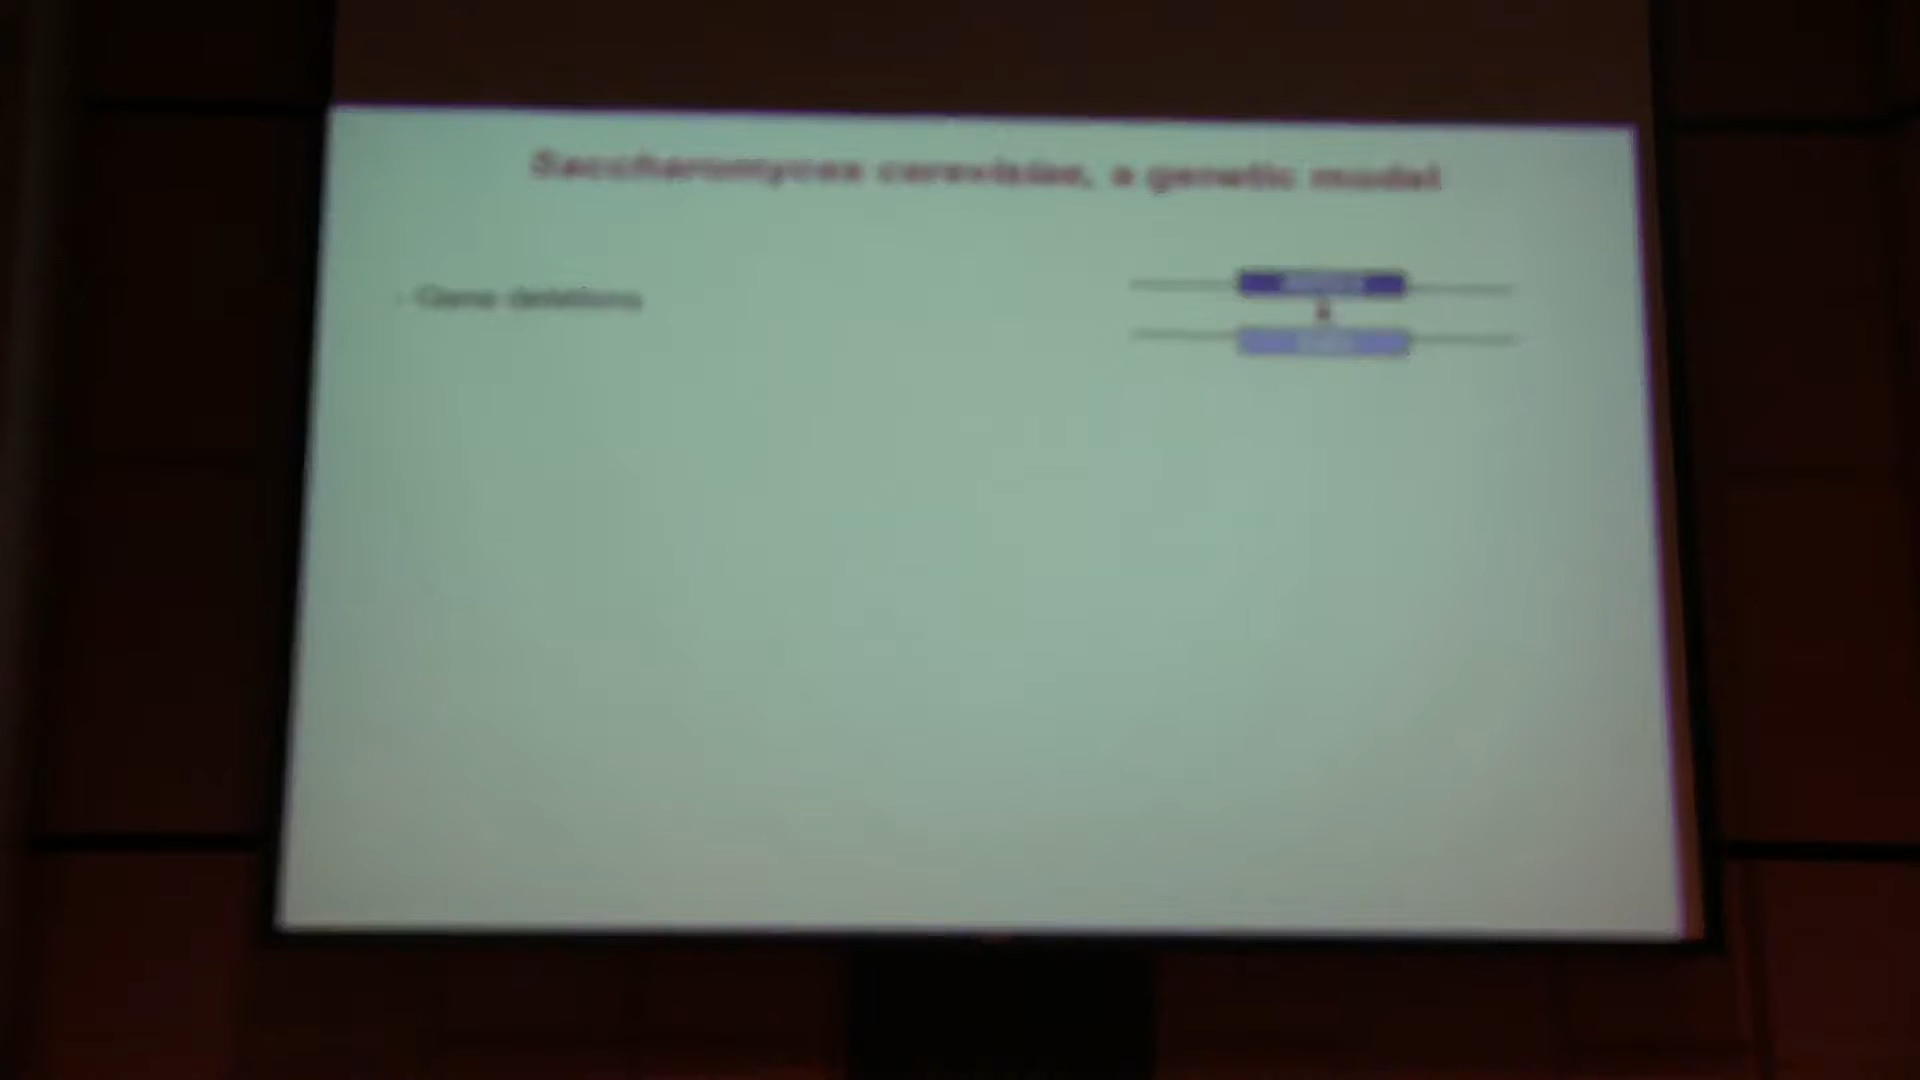 Saccharomyces cerevisiae, a genetic model
- Gene deletions